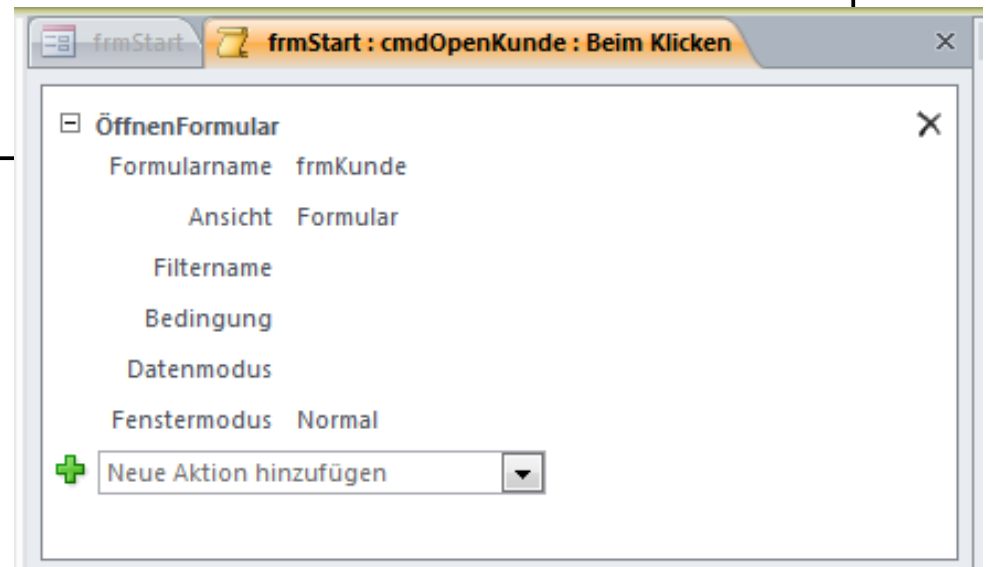 frmStart frmStart : cmdOpenKunde : Beim Klicken
ÖffnenFormular
Formularname frmKunde
Ansicht Formular
Filtername
Bedingung
Datenmodus
Fenstermodus Normal
Neue Aktion hinzufügen